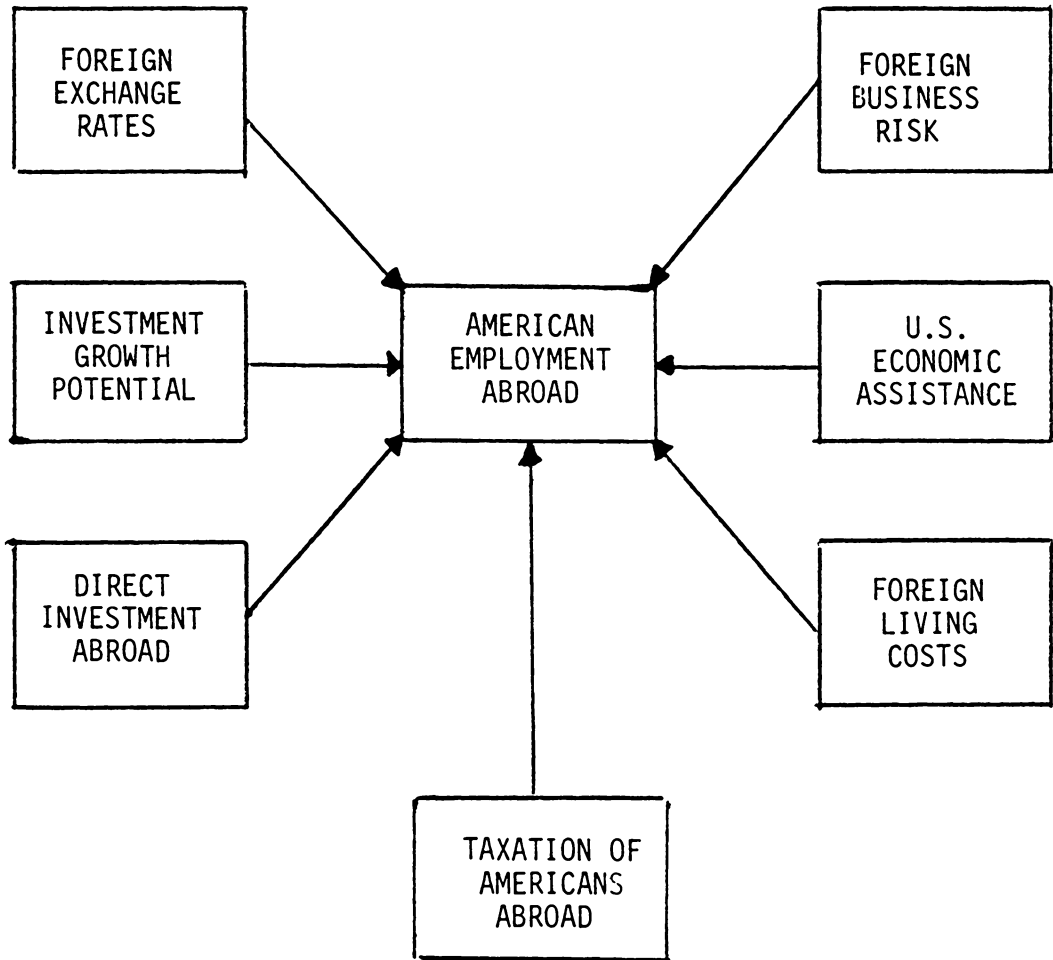 FOREIGN
EXCHANGE
RATES
FOREIGN
BUSINESS
RISK
INVESTMENT
GROWTH
POTENTIAL
AMERICAN
EMPLOYMENT
ABROAD
U.S.
ECONOMIC
ASSISTANCE
DIRECT
INVESTMENT
ABROAD
FOREIGN
LIVING
COSTS
TAXATION OF
AMERICANS
ABROAD